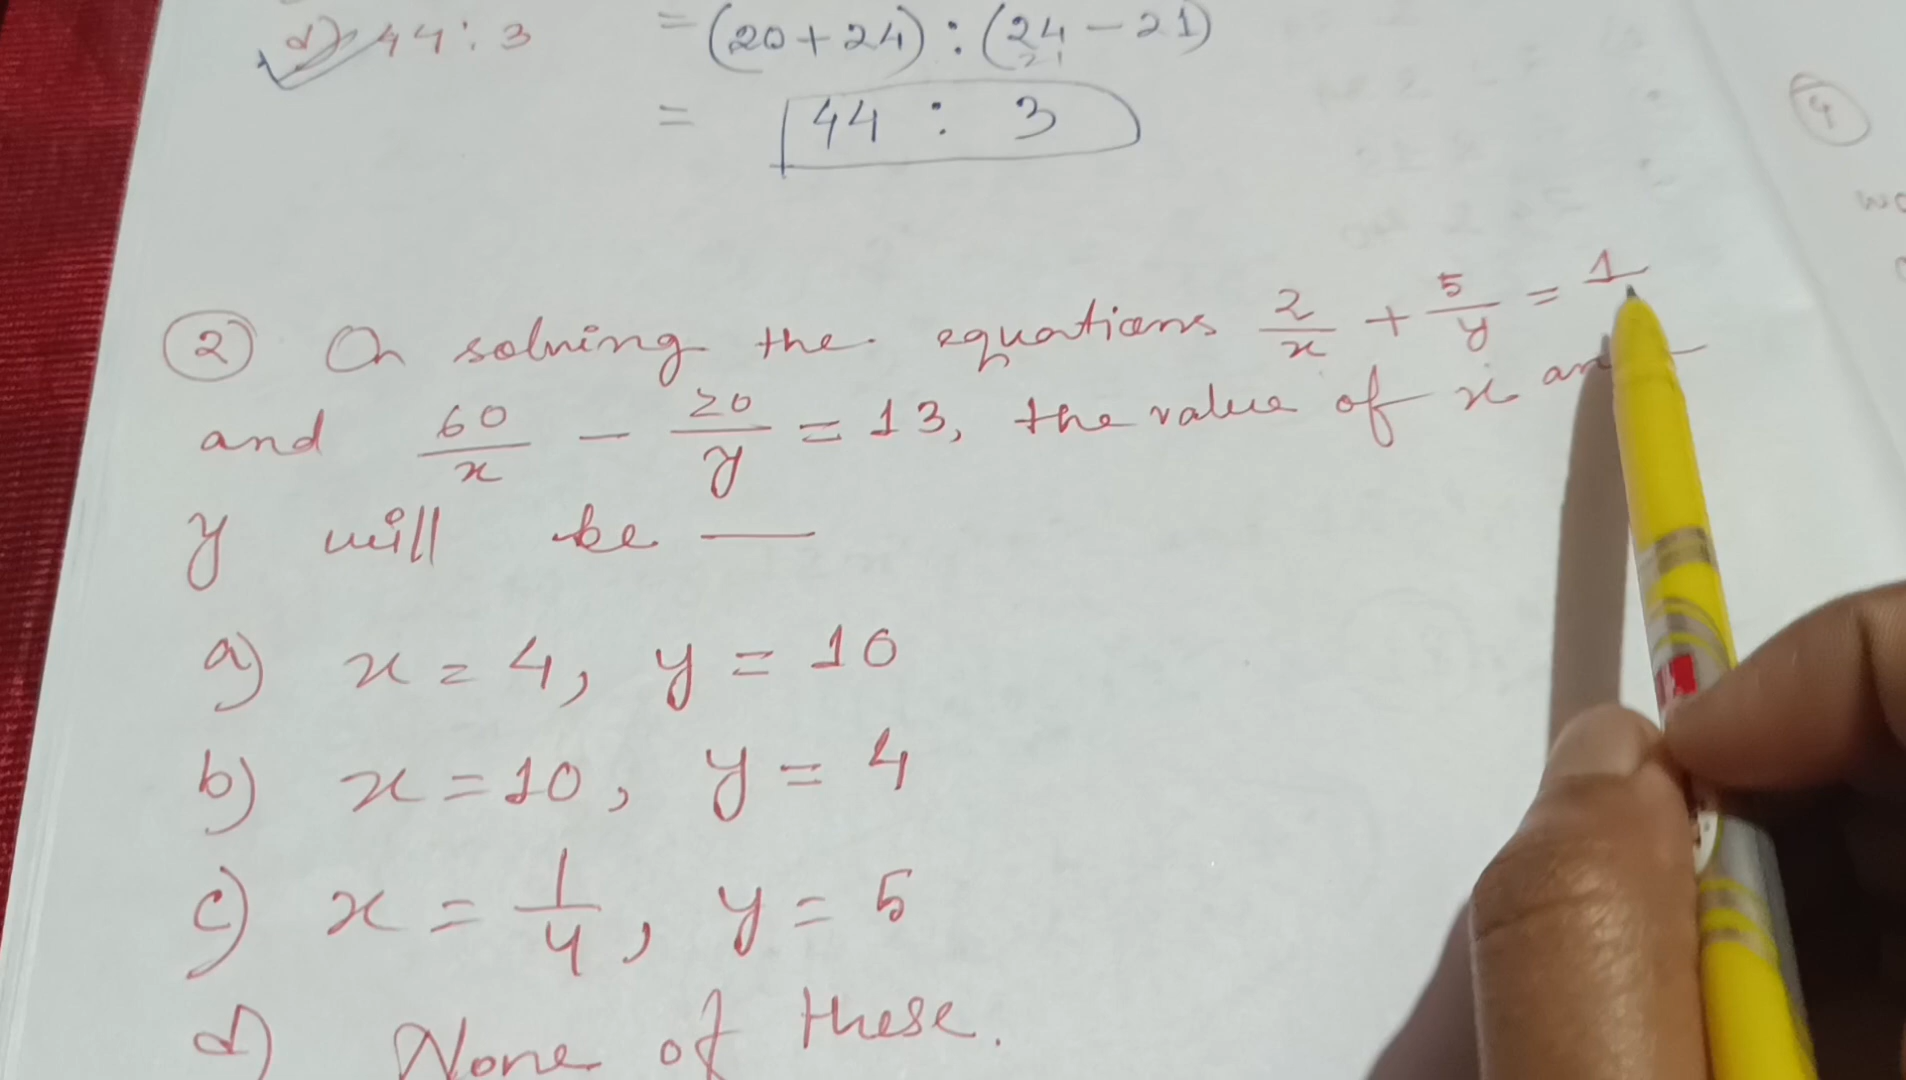 d) 44 : 3
= (20+24) : (24-21)
21
= 44 : 3
4
② On solving the equations 2/x + 5/y = 1
and 60/x - 20/y = 13, the value of x
y will be —
a) x = 4, y = 10
b) x = 10, y = 4
c) x = 1/4, y = 5
d) None of these.